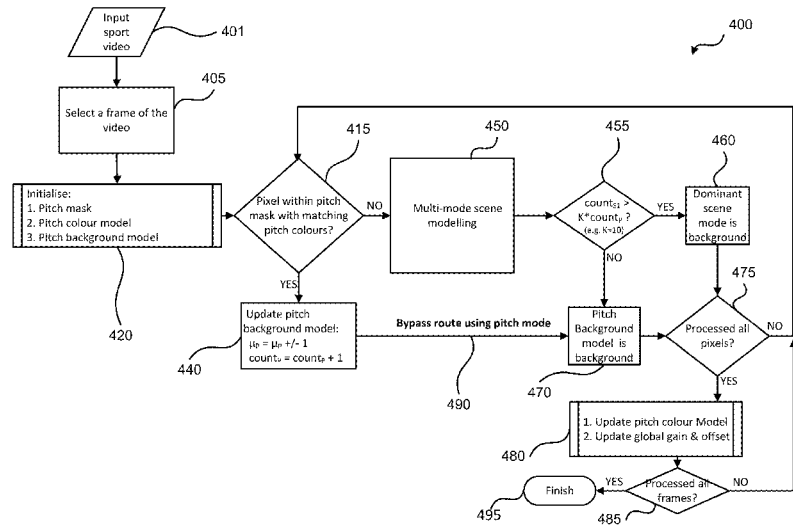 Input
sport
video
401
400
405
Select a frame of the
video
415
450
455
460
Initialise:
1. Pitch mask
2. Pitch colour model
3. Pitch background model
420
Pixel within pitch
mask with matching
pitch colours?
NO
YES
Multi-mode scene
modelling
count_S1 >
K*count_P ?
(e.g. K=10)
YES
NO
Dominant
scene
mode is
background
475
Update pitch
background model:
μ_P = μ_P +/- 1
count_P = count_P + 1
440
Bypass route using pitch mode
490
Pitch
Background
model is
background
470
Processed all
pixels?
NO
YES
1. Update pitch colour Model
2. Update global gain & offset
480
Processed all
frames?
YES
NO
485
Finish
495